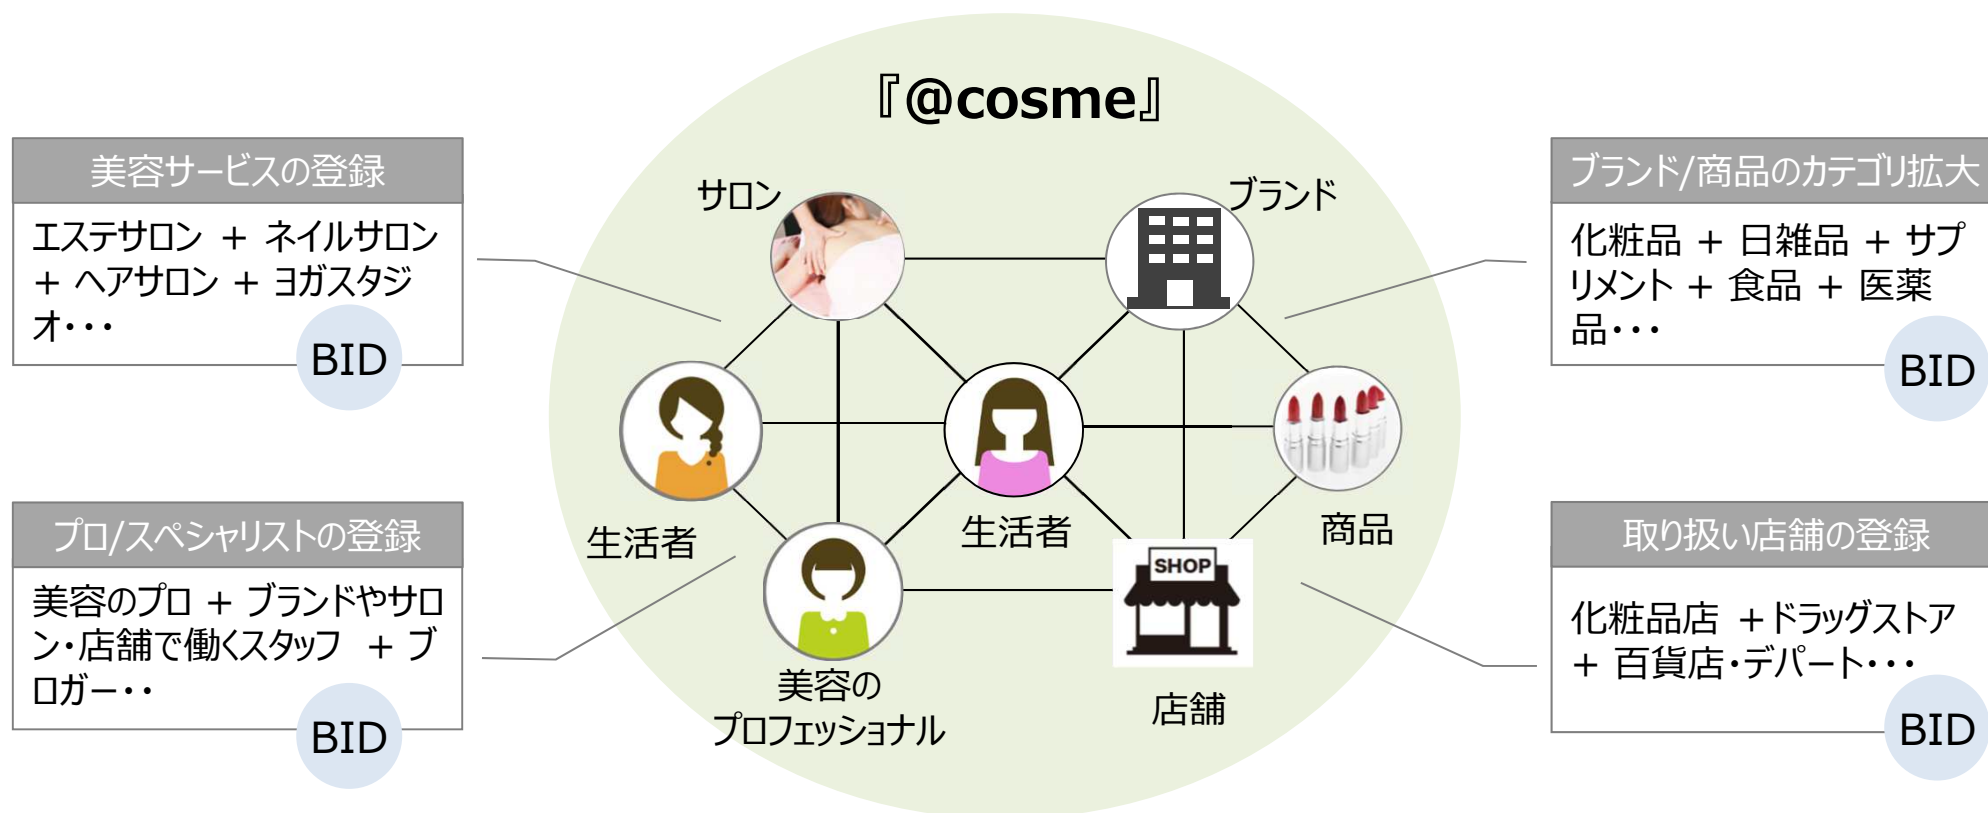 『@cosme』
美容サービスの登録
エステサロン ＋ ネイルサロン
＋ ヘアサロン ＋ ヨガスタジ
オ・・・
BID
プロ/スペシャリストの登録
美容のプロ ＋ ブランドやサロ
ン・店舗で働くスタッフ ＋ ブ
ロガー・・
BID
サロン
ブランド
生活者
生活者
商品
SHOP
美容の
プロフェッショナル
店舗
ブランド/商品のカテゴリ拡大
化粧品 ＋ 日雑品 ＋ サプ
リメント ＋ 食品 ＋ 医薬
品・・・
BID
取り扱い店舗の登録
化粧品店 ＋ドラッグストア
＋ 百貨店・デパート・・・
BID